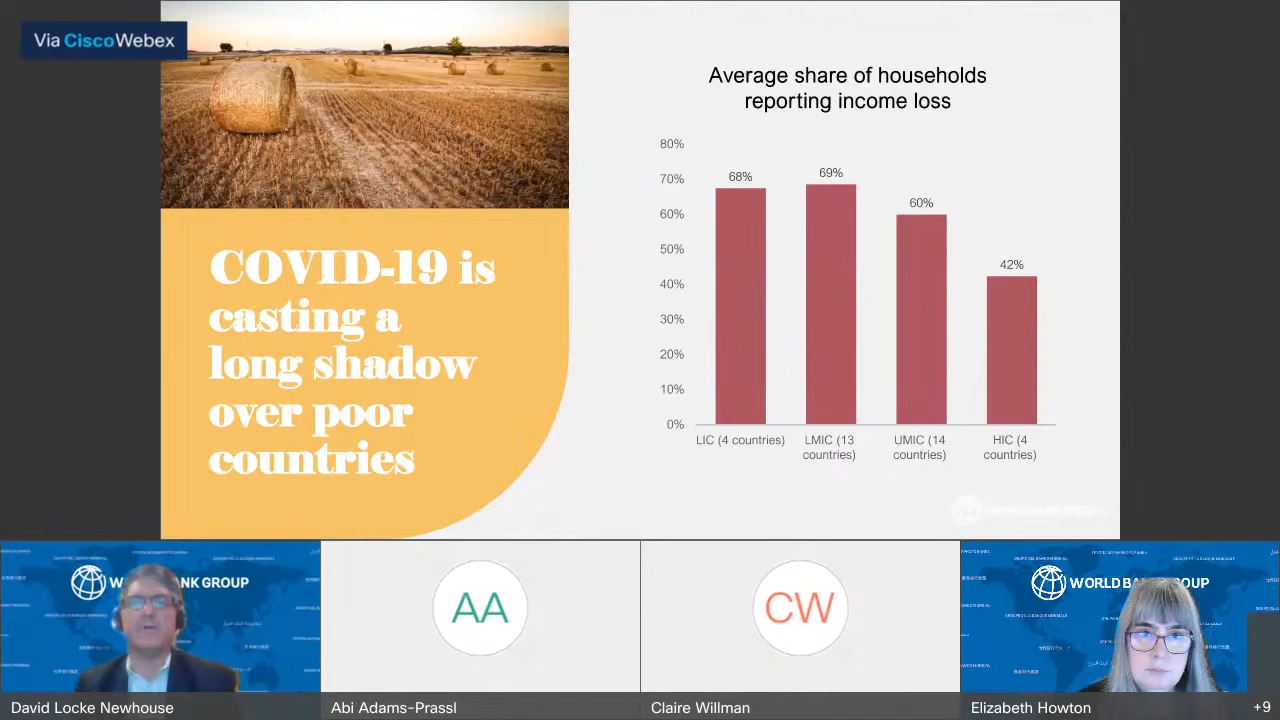 Via Cisco Webex
COVID-19 is
casting a
long shadow
over poor
countries
Average share of households
reporting income loss
80%
70%
60%
50%
40%
30%
20%
10%
0%
68%
69%
60%
42%
LIC (4 countries)
LMIC (13
countries)
UMIC (14
countries)
HIC (4
countries)
AA
CW
WORLD BANK GROUP
David Locke Newhouse
Abi Adams-Prassl
Claire Willman
Elizabeth Howton
+9